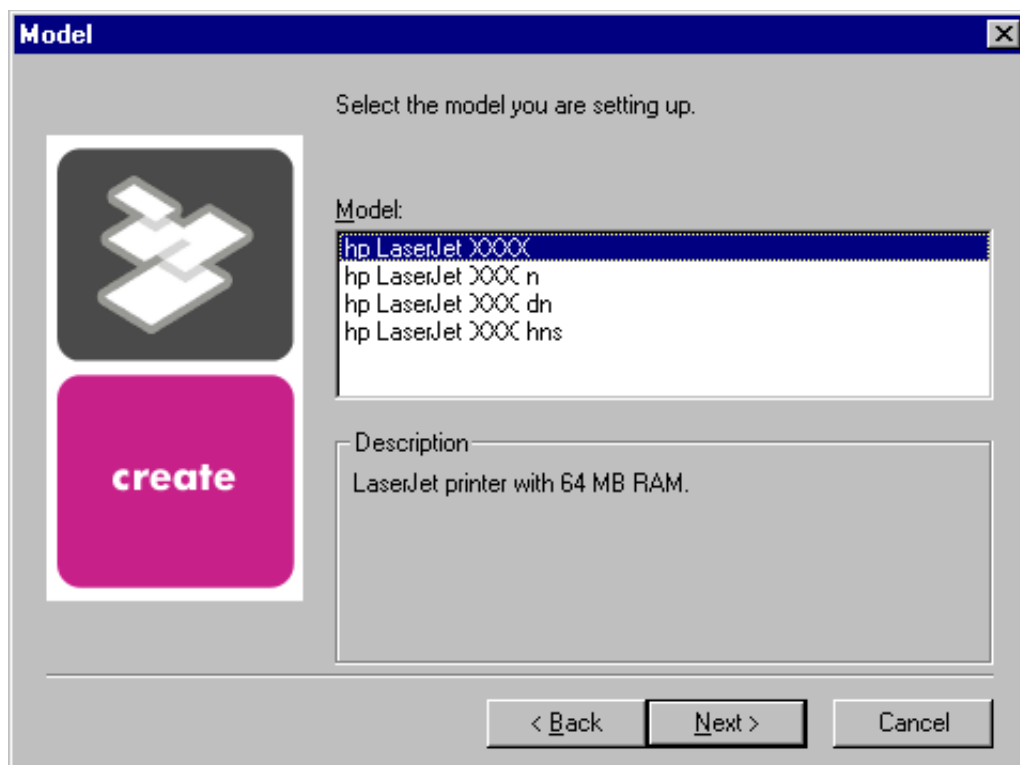 Model
Select the model you are setting up.
Model:
hp LaserJet XXXX
hp LaserJet XXXX n
hp LaserJet XXXX dn
hp LaserJet XXXX hns
create
Description
LaserJet printer with 64 MB RAM.
< Back
Next >
Cancel